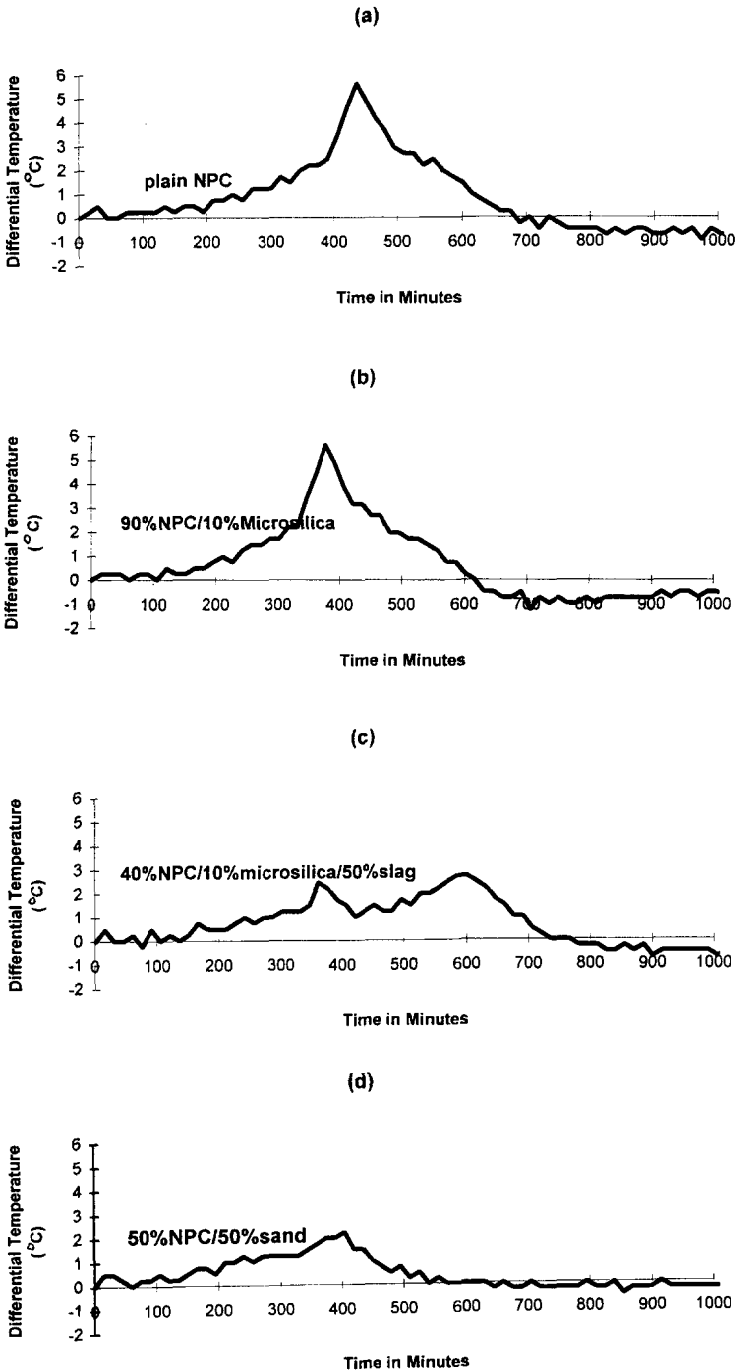 (a)
Differential Temperature
(°C)
6
5
4
3
2
1
0
-1
-2
plain NPC
0 100 200 300 400 500 600 700 800 900 1000
Time in Minutes
(b)
Differential Temperature
(°C)
6
5
4
3
2
1
0
-1
-2
90%NPC/10%Microsilica
0 100 200 300 400 500 600 700 800 900 1000
Time in Minutes
(c)
Differential Temperature
(°C)
6
5
4
3
2
1
0
-1
-2
40%NPC/10%microsilica/50%slag
0 100 200 300 400 500 600 700 800 900 1000
Time in Minutes
(d)
Differential Temperature
(°C)
6
5
4
3
2
1
0
-1
-2
50%NPC/50%sand
0 100 200 300 400 500 600 700 800 900 1000
Time in Minutes